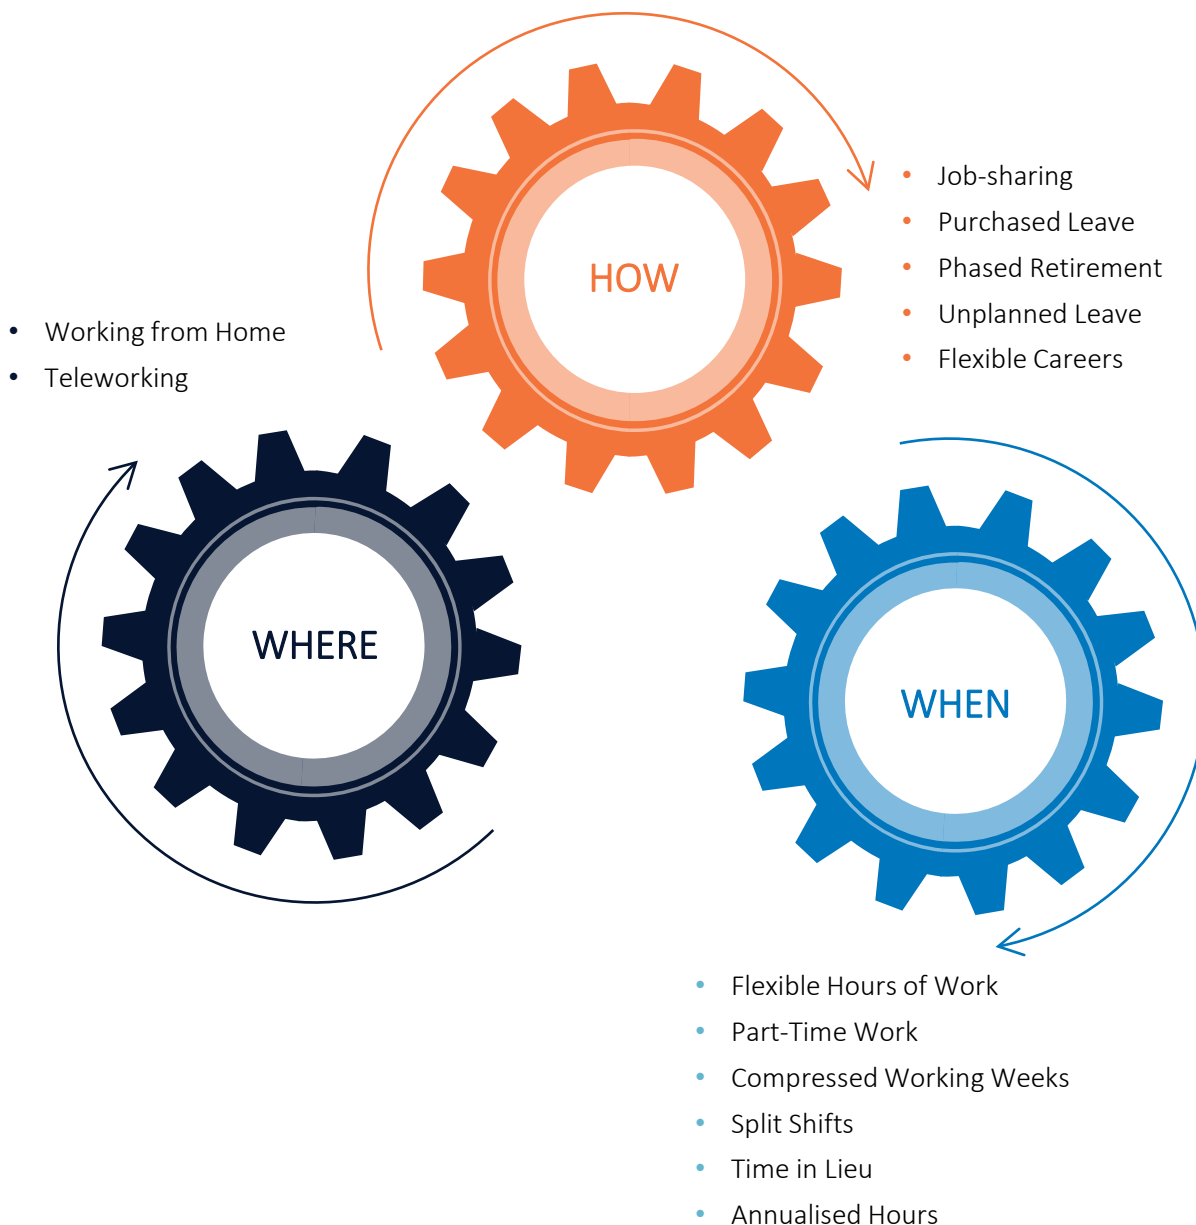 HOW
• Job-sharing
• Purchased Leave
• Phased Retirement
• Unplanned Leave
• Flexible Careers
• Working from Home
• Teleworking
WHERE
WHEN
• Flexible Hours of Work
• Part-Time Work
• Compressed Working Weeks
• Split Shifts
• Time in Lieu
• Annualised Hours